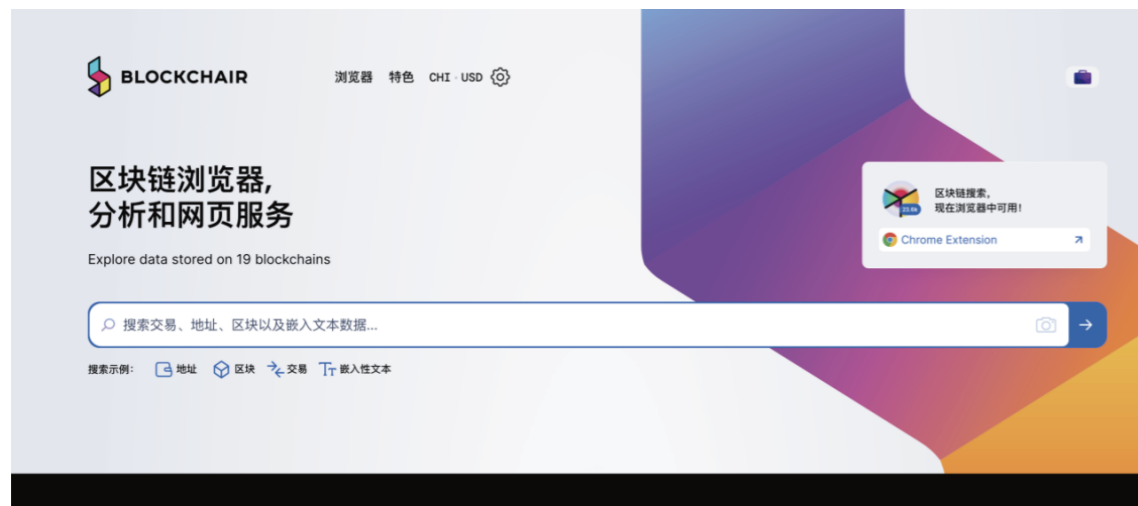 BLOCKCHAIR
浏览器 特色 CHI · USD
区块链浏览器,
分析和网页服务
Explore data stored on 19 blockchains
区块链搜索,
现在浏览器中可用!
Chrome Extension
搜索交易、地址、区块以及嵌入文本数据...
搜索示例: 地址 区块 交易 嵌入性文本